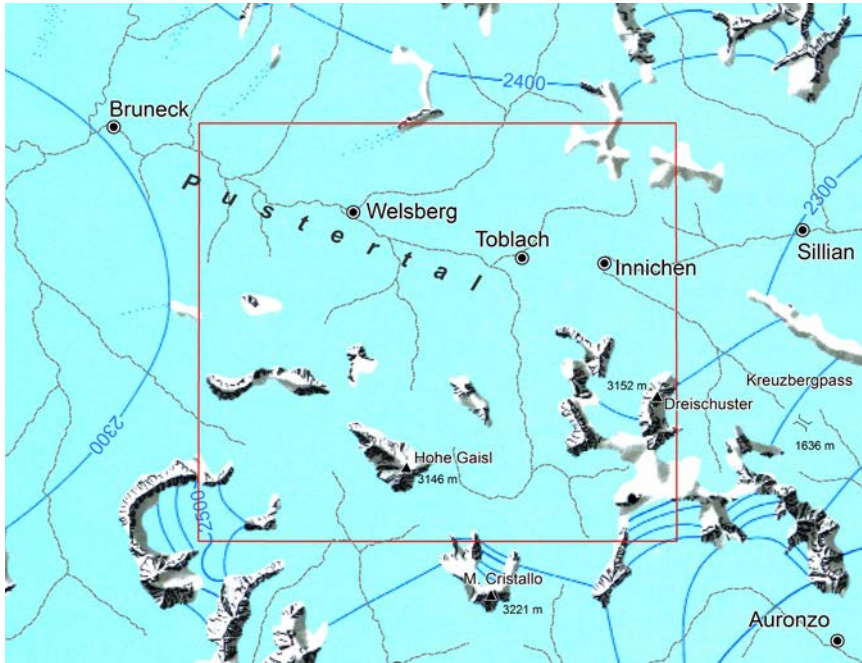 2400
Bruneck
Pustertal
Welsberg
2300
Toblach
Innichen
Sillian
3152 m
Kreuzbergpass
Dreischuster
2300
1636 m
Hohe Gaisl
3146 m
2500
M. Cristallo
3221 m
Auronzo